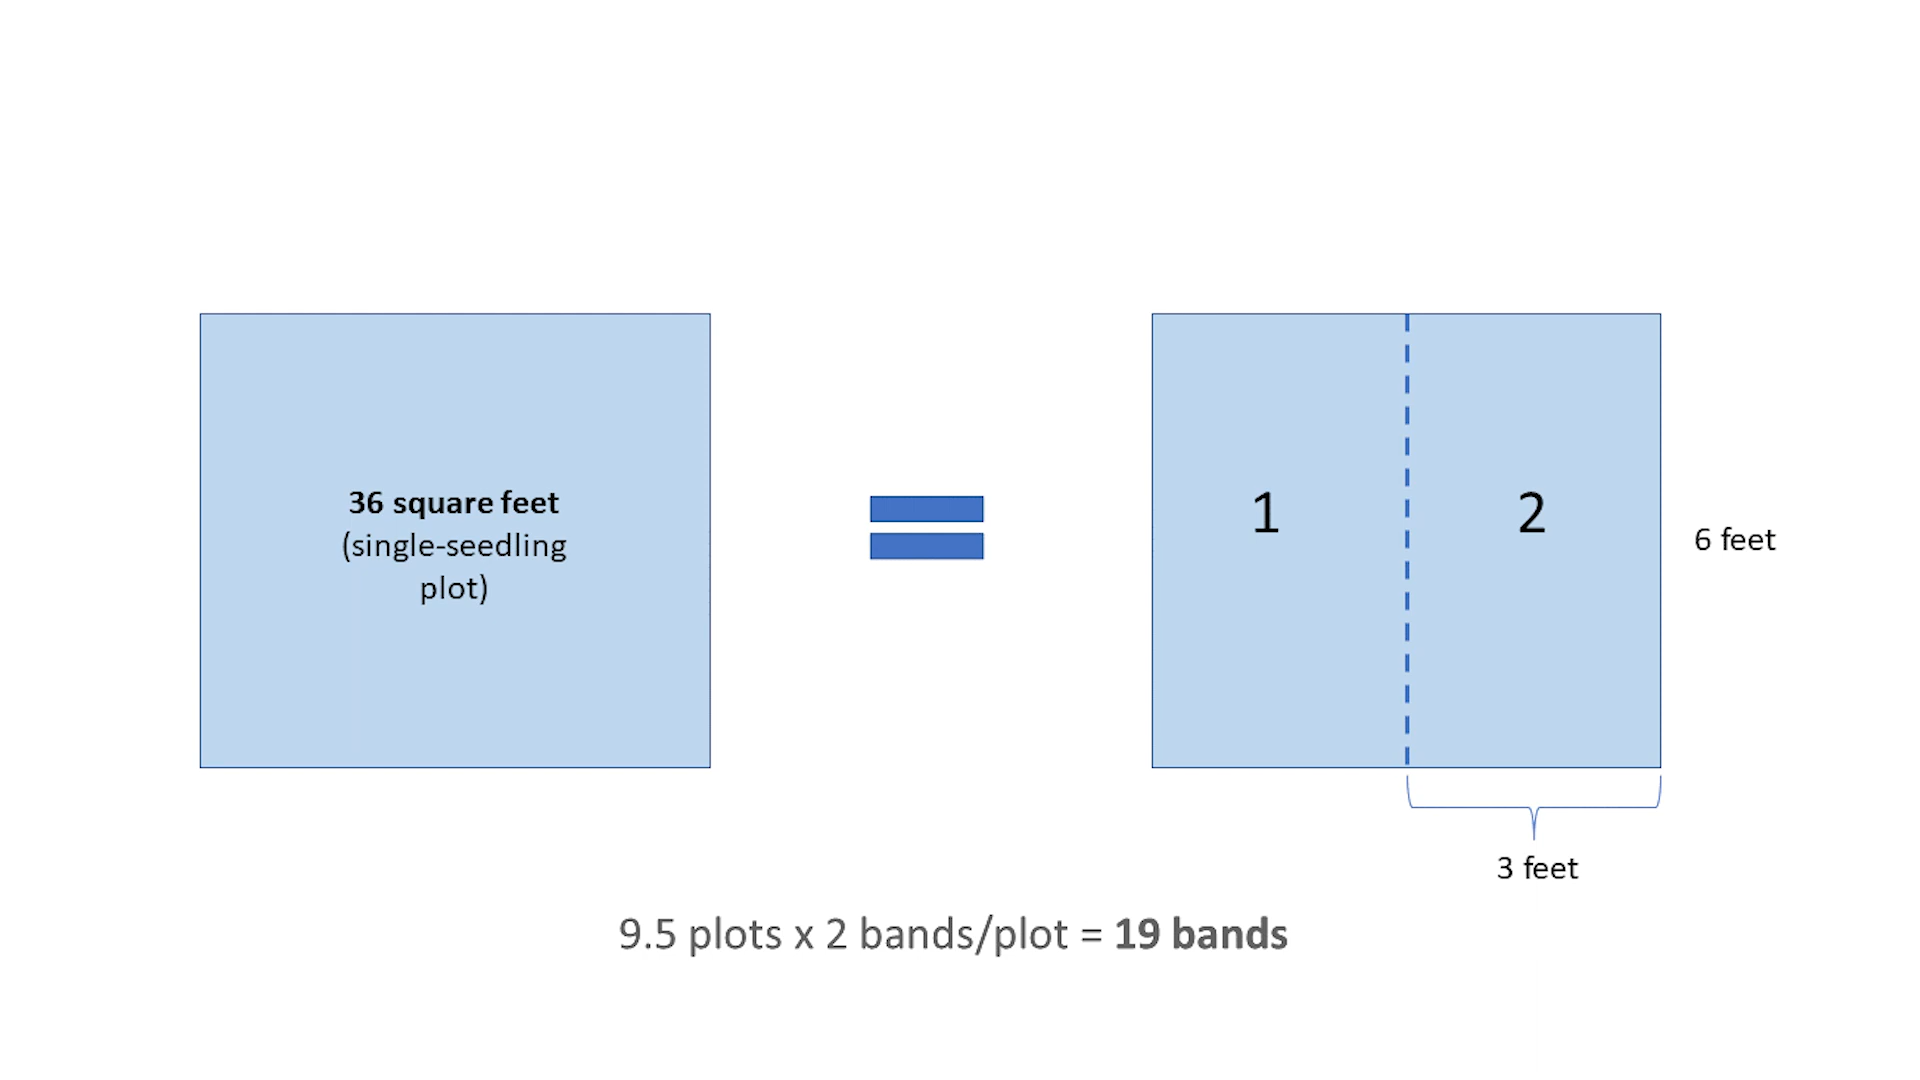 36 square feet
(single-seedling
plot)
1
2
6 feet
3 feet
9.5 plots x 2 bands/plot = 19 bands